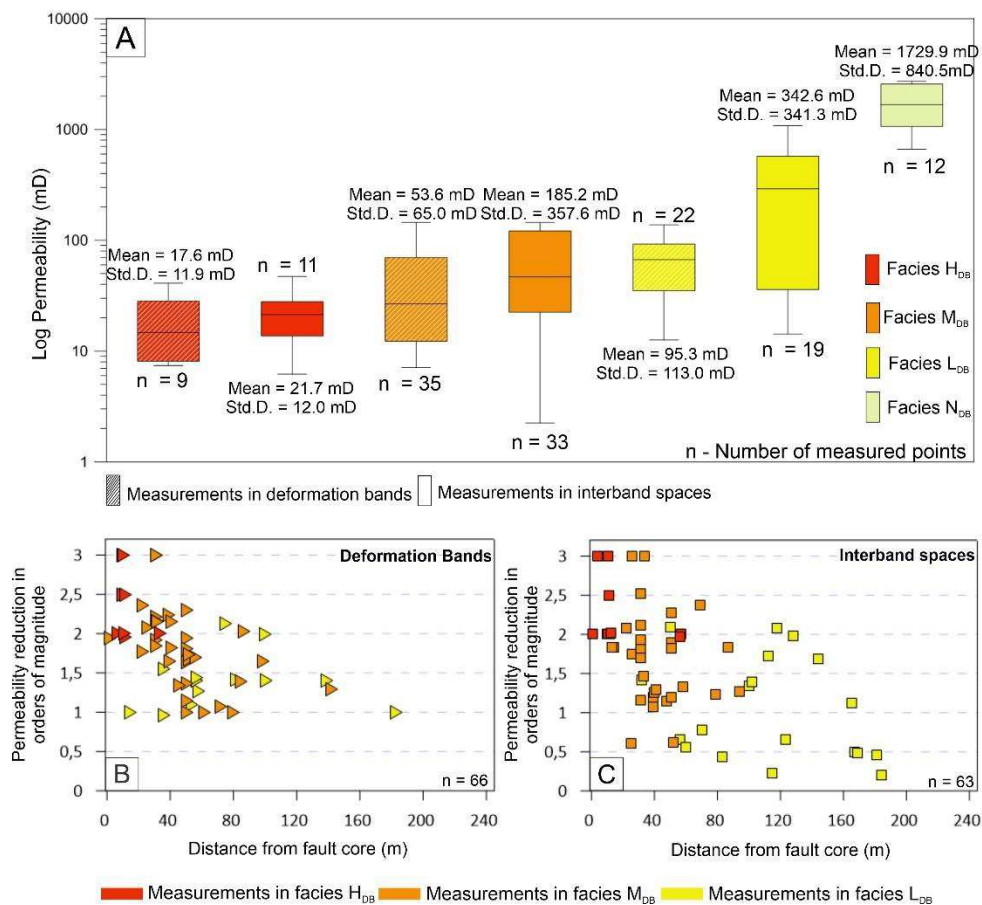 A
10000
1000
100
10
1
Log Permeability (mD)
Mean = 17.6 mD
Std.D. = 11.9 mD
n = 9
n = 11
Mean = 21.7 mD
Std.D. = 12.0 mD
Mean = 53.6 mD
Std.D. = 65.0 mD
n = 35
Mean = 185.2 mD
Std.D. = 357.6 mD
n = 33
n = 22
Mean = 95.3 mD
Std.D. = 113.0 mD
Mean = 342.6 mD
Std.D. = 341.3 mD
n = 19
Mean = 1729.9 mD
Std.D. = 840.5mD
n = 12
Facies HDB
Facies MDB
Facies LDB
Facies NDB
n - Number of measured points
Measurements in deformation bands
Measurements in interband spaces
Deformation Bands
Permeability reduction in
orders of magnitude
3
2,5
2
1,5
1
0,5
0
B
n = 66
0 40 80 120 160 200 240
Distance from fault core (m)
Interband spaces
Permeability reduction in
orders of magnitude
3
2,5
2
1,5
1
0,5
0
C
n = 63
0 40 80 120 160 200 240
Distance from fault core (m)
Measurements in facies HDB
Measurements in facies MDB
Measurements in facies LDB